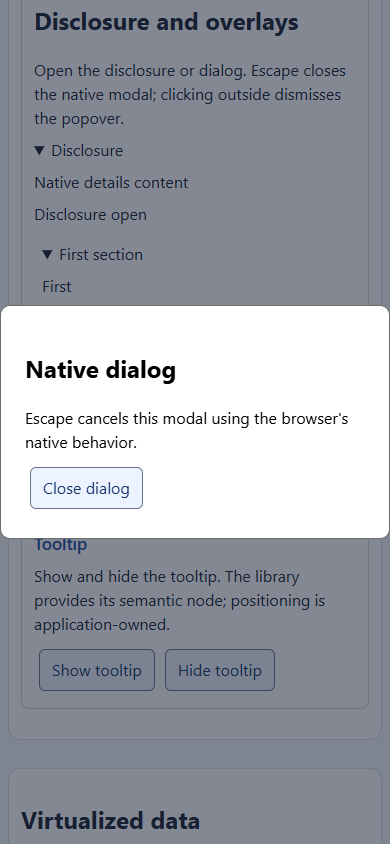 Disclosure and overlays
Open the disclosure or dialog. Escape closes
the native modal; clicking outside dismisses
the popover.
▼ Disclosure
Native details content
Disclosure open
▼ First section
First
Native dialog
Escape cancels this modal using the browser's
native behavior.
Close dialog
Tooltip
Show and hide the tooltip. The library
provides its semantic node; positioning is
application-owned.
Show tooltip Hide tooltip
Virtualized data